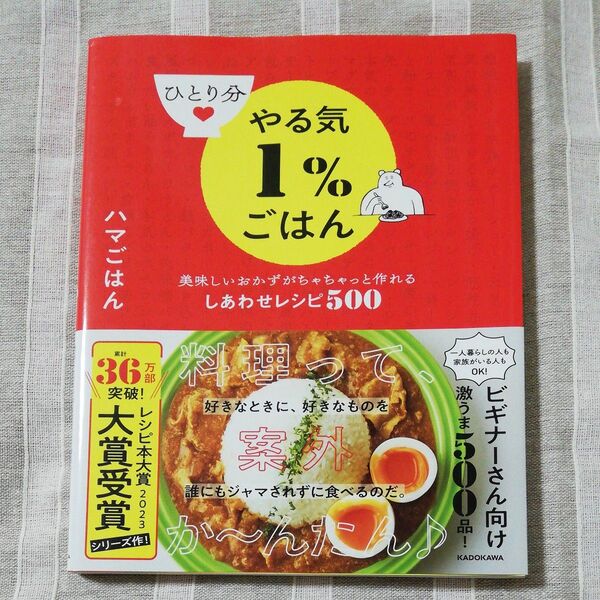 ひとり分
やる気
1%
ごはん
ハマごはん
美味しいおかずがちゃちゃっと作れる
しあわせレシピ500
累計
36万部
突破!
レシピ本大賞2023
大賞受賞
シリーズ作!
料理って、
好きなときに、好きなものを
案外
誰にもジャマされずに食べるのだ。
か〜んたん♪
一人暮らしの人も
家族がいる人も
OK!
ビギナーさん向け
激うま500品!
KADOKAWA